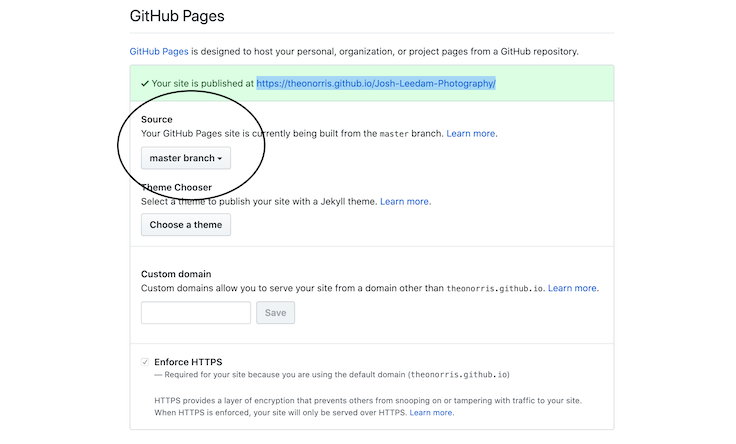 GitHub Pages
GitHub Pages is designed to host your personal, organization, or project pages from a GitHub repository.
Your site is published at https://theonorris.github.io/Josh-Leedam-Photography/
Source
Your GitHub Pages site is currently being built from the master branch. Learn more.
master branch
Theme Chooser
Select a theme to publish your site with a Jekyll theme. Learn more.
Choose a theme
Custom domain
Custom domains allow you to serve your site from a domain other than theonorris.github.io. Learn more.
Save
Enforce HTTPS
— Required for your site because you are using the default domain (theonorris.github.io)
HTTPS provides a layer of encryption that prevents others from snooping on or tampering with traffic to your site.
When HTTPS is enforced, your site will only be served over HTTPS. Learn more.